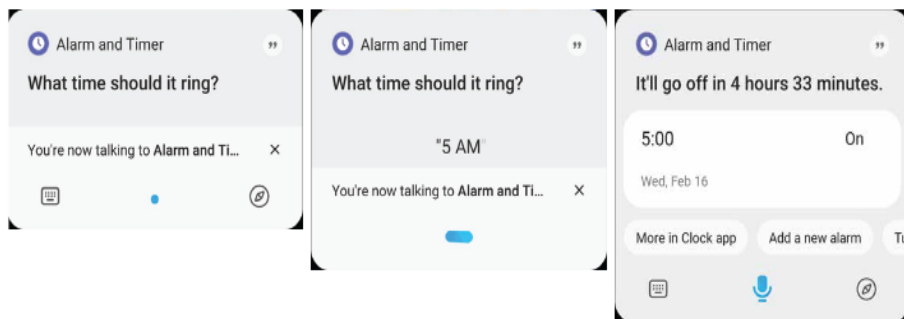 Alarm and Timer
"
What time should it ring?
You're now talking to Alarm and Ti...
Alarm and Timer
"
What time should it ring?
"5 AM"
You're now talking to Alarm and Ti...
Alarm and Timer
"
It'll go off in 4 hours 33 minutes.
5:00 On
Wed, Feb 16
More in Clock app Add a new alarm Tu